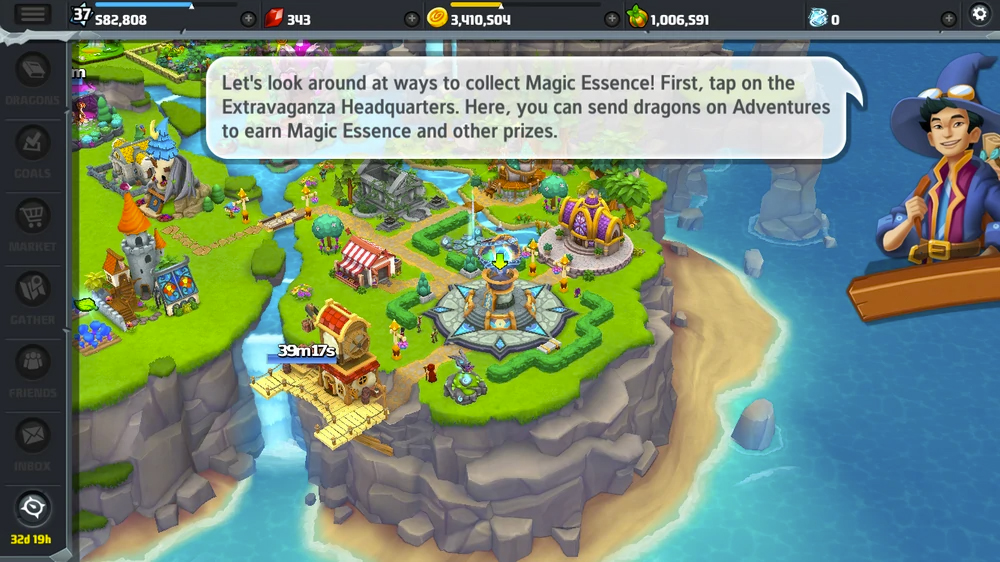 37
582,808
343
3,410,504
1,006,591
0
m
Let's look around at ways to collect Magic Essence! First, tap on the
Extravaganza Headquarters. Here, you can send dragons on Adventures
to earn Magic Essence and other prizes.
DRAGONS
GOALS
MARKET
GATHER
FRIENDS
INBOX
32d 19h
39m17s